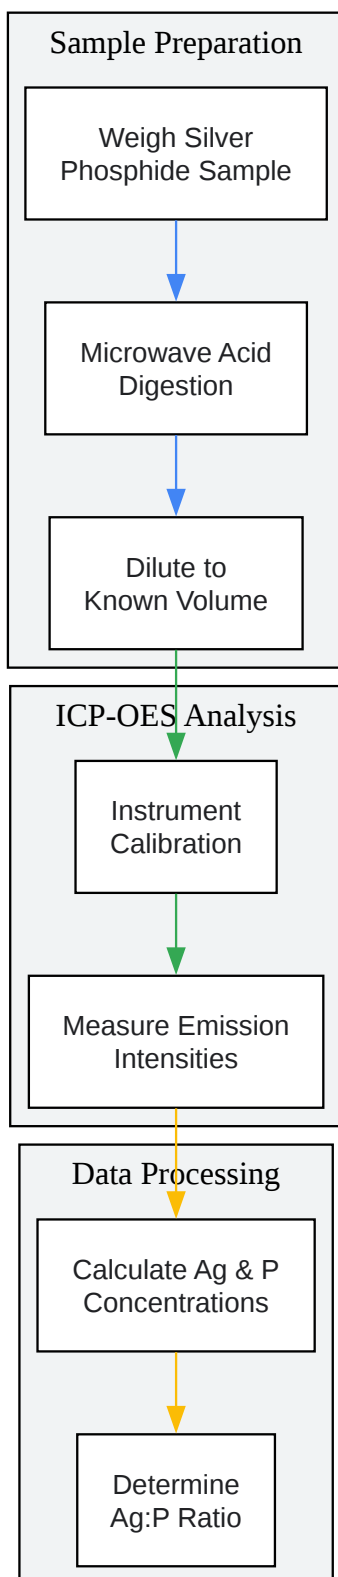 Sample Preparation
Weigh Silver
Phosphide Sample
Microwave Acid
Digestion
Dilute to
Known Volume
ICP-OES Analysis
Instrument
Calibration
Measure Emission
Intensities
Data Processing
Calculate Ag & P
Concentrations
Determine
Ag:P Ratio